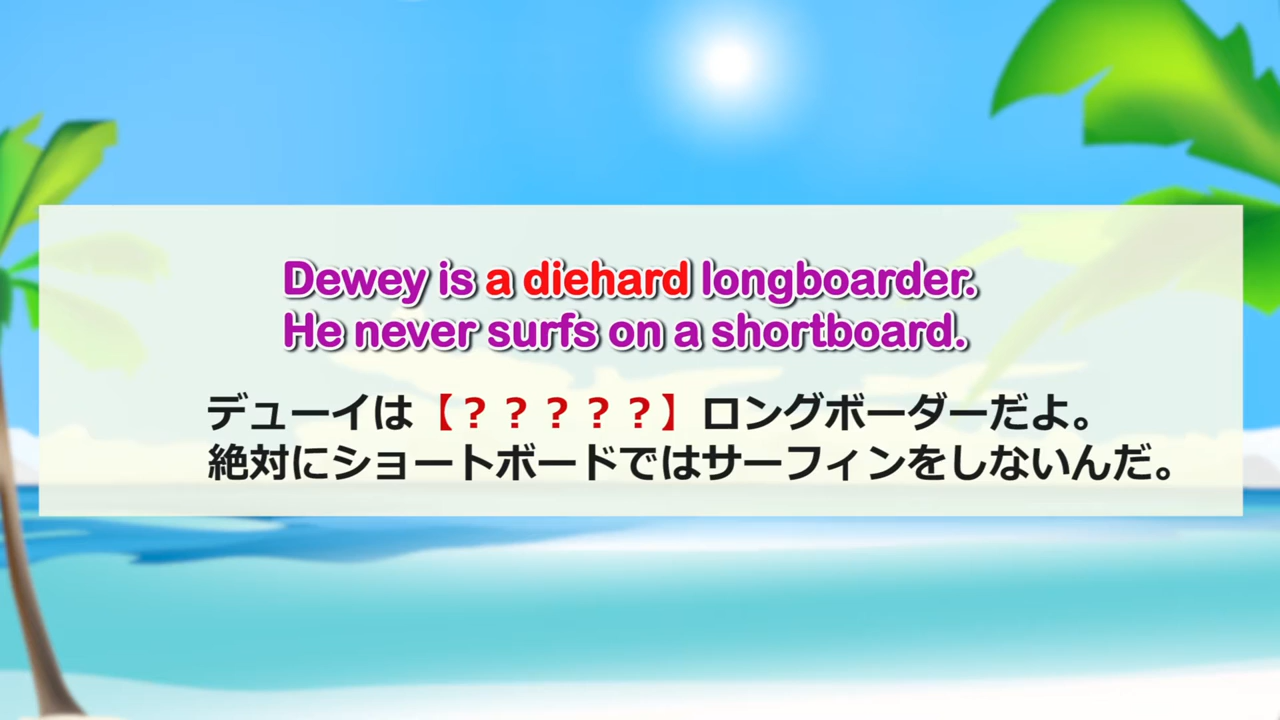 Dewey is a diehard longboarder.
He never surfs on a shortboard.
デューイは【？？？？？】ロングボーダーだよ。
絶対にショートボードではサーフィンをしないんだ。